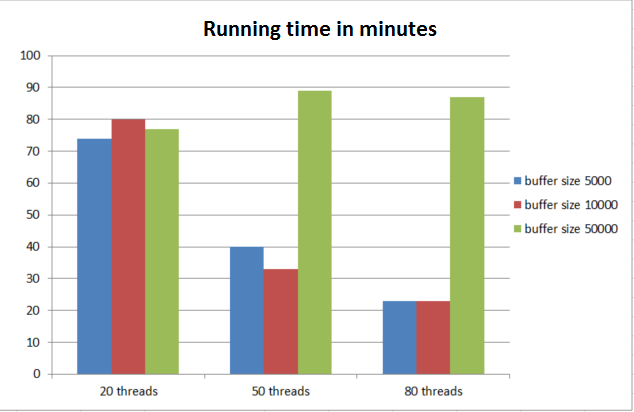 Running time in minutes
100
90
80
70
60
50
40
30
20
10
0
20 threads
50 threads
80 threads
buffer size 5000
buffer size 10000
buffer size 50000